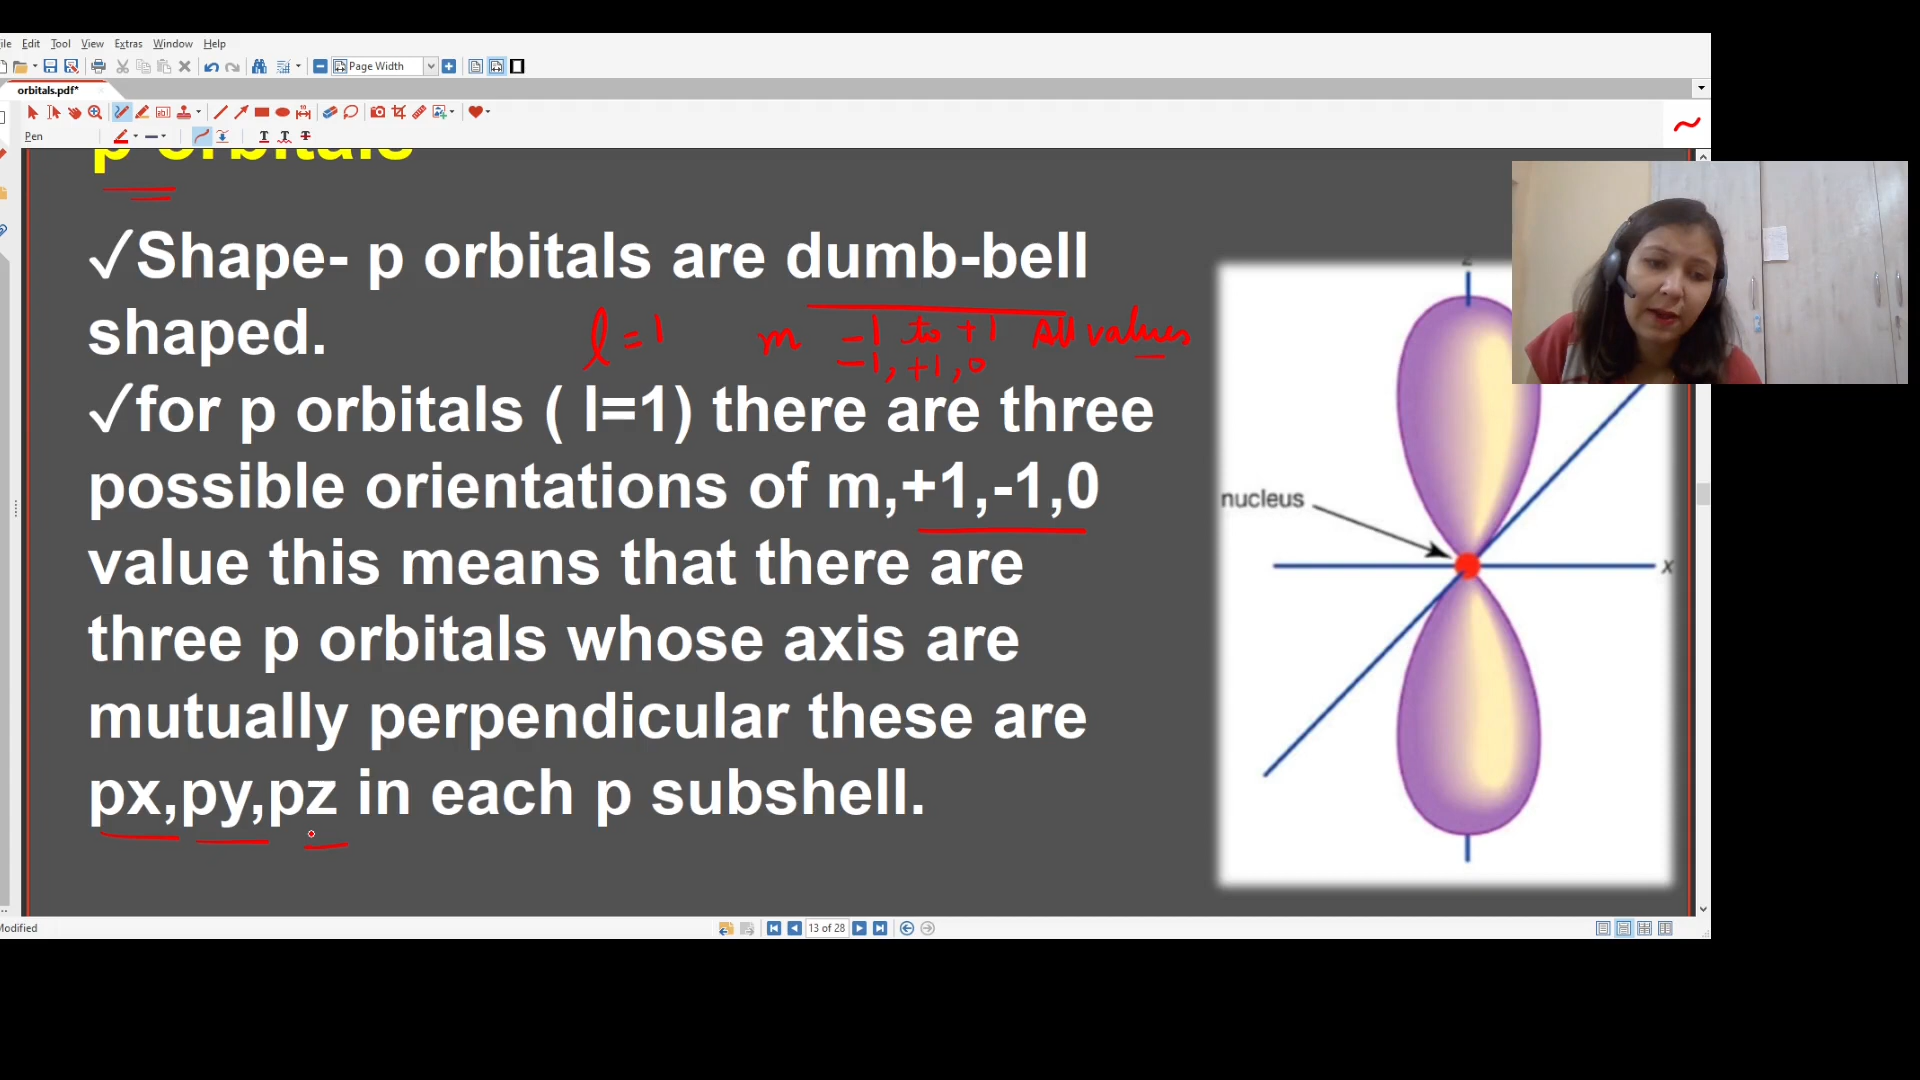 ile Edit Tool View Extras Window Help
Page Width
orbitals.pdf*
Pen
p orbitals
✓Shape- p orbitals are dumb-bell
shaped.
l = 1 m -1 to +1 All values
-1, +1, 0
✓for p orbitals ( l=1) there are three
possible orientations of m,+1,-1,0
value this means that there are
three p orbitals whose axis are
mutually perpendicular these are
px,py,pz in each p subshell.
z
nucleus
x
Modified
13 of 28